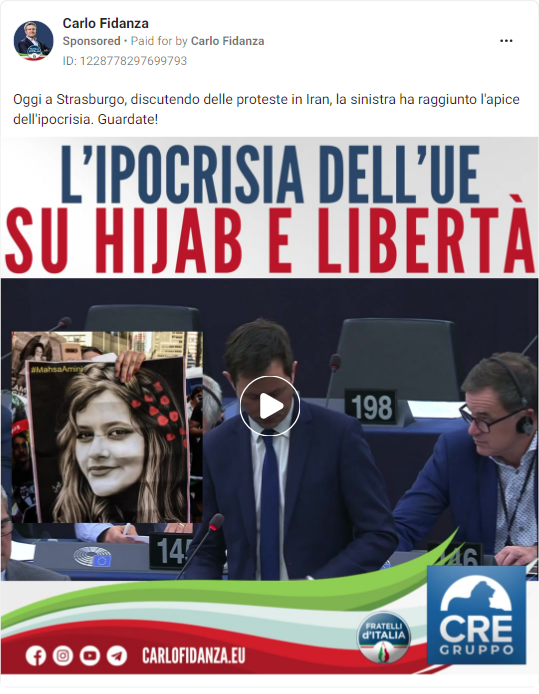 Carlo Fidanza
Sponsored • Paid for by Carlo Fidanza
ID: 1228778297699793
Oggi a Strasburgo, discutendo delle proteste in Iran, la sinistra ha raggiunto l'apice
dell'ipocrisia. Guardate!
L'IPOCRISIA DELL'UE
SU HIJAB E LIBERTÀ
#MahsaAmini
198
145
146
FRATELLI
d'ITALIA
CRE
GRUPPO
CARLOFIDANZA.EU